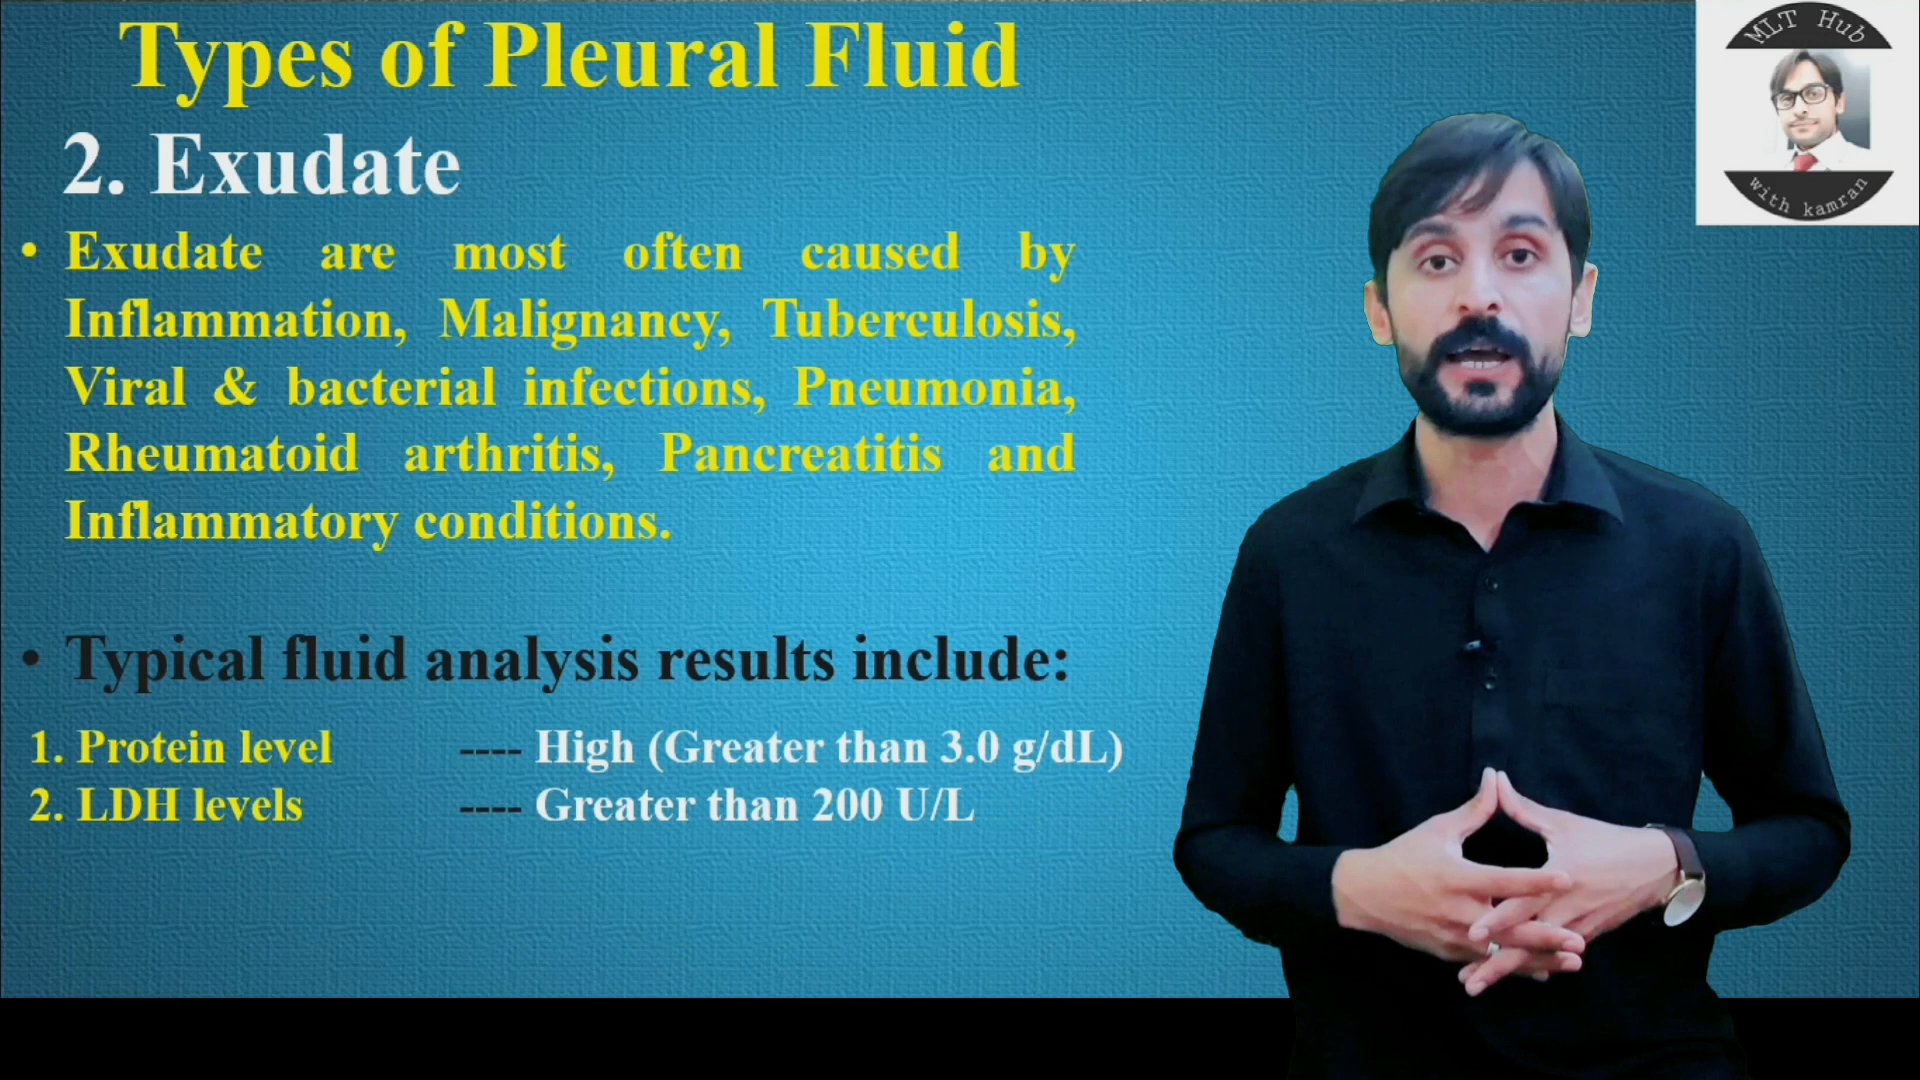 Types of Pleural Fluid
2. Exudate
• Exudate are most often caused by
Inflammation, Malignancy, Tuberculosis,
Viral & bacterial infections, Pneumonia,
Rheumatoid arthritis, Pancreatitis and
Inflammatory conditions.
• Typical fluid analysis results include:
1. Protein level ---- High (Greater than 3.0 g/dL)
2. LDH levels ---- Greater than 200 U/L
MLT Hub
with kamran